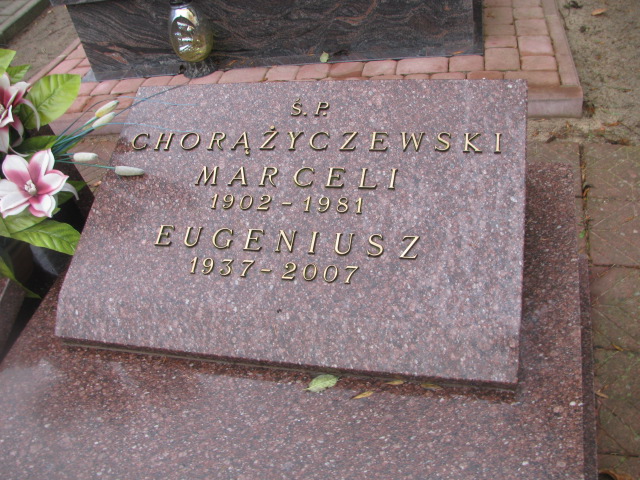 Ś.P.
CHORĄŻYCZEWSKI
MARCELI
1902-1981
EUGENIUSZ
1937-2007